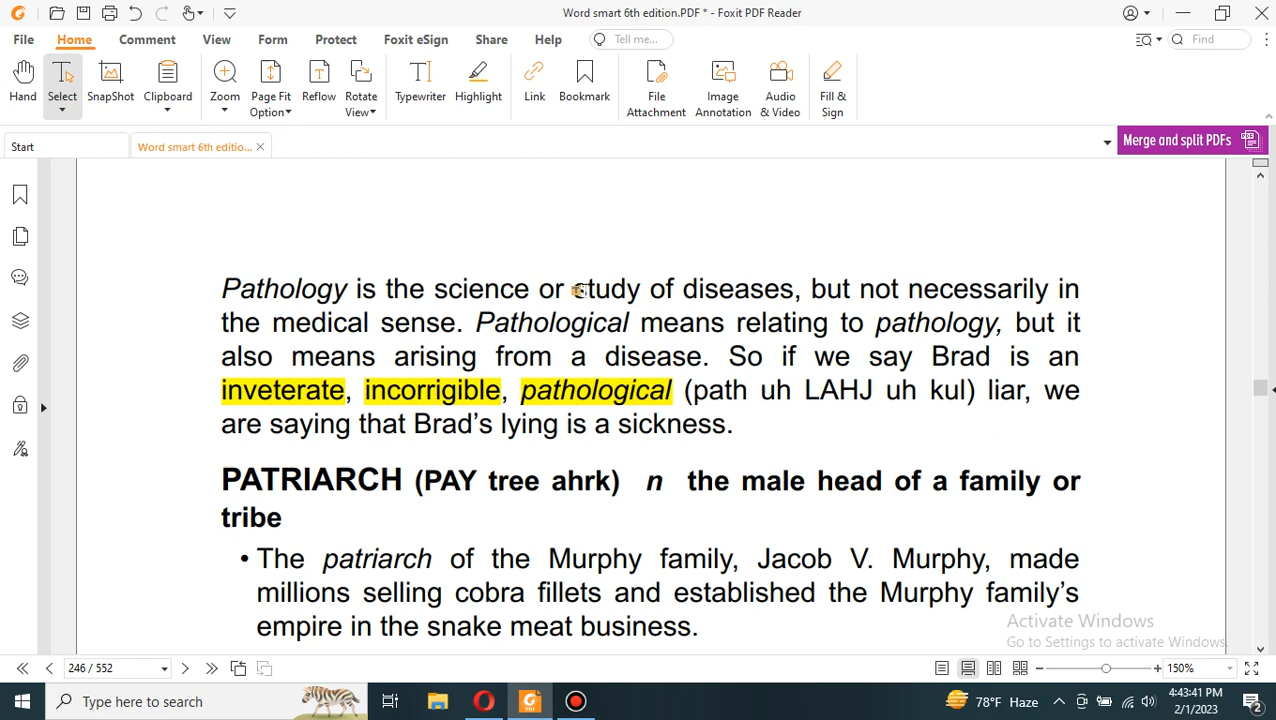 Word smart 6th edition.PDF * - Foxit PDF Reader
File Home Comment View Form Protect Foxit eSign Share Help Tell me... Find
Hand Select SnapShot Clipboard Zoom Page Fit Option Reflow Rotate View Typewriter Highlight Link Bookmark File Attachment Image Annotation Audio & Video Fill & Sign
Start Word smart 6th editio... Merge and split PDFs
Pathology is the science or study of diseases, but not necessarily in
the medical sense. Pathological means relating to pathology, but it
also means arising from a disease. So if we say Brad is an
inveterate, incorrigible, pathological (path uh LAHJ uh kul) liar, we
are saying that Brad's lying is a sickness.
PATRIARCH (PAY tree ahrk) n the male head of a family or
tribe
• The patriarch of the Murphy family, Jacob V. Murphy, made
millions selling cobra fillets and established the Murphy family's
empire in the snake meat business.
Activate Windows
Go to Settings to activate Windows.
246 / 552 150%
Type here to search 78°F Haze 4:43:41 PM
2/1/2023 2